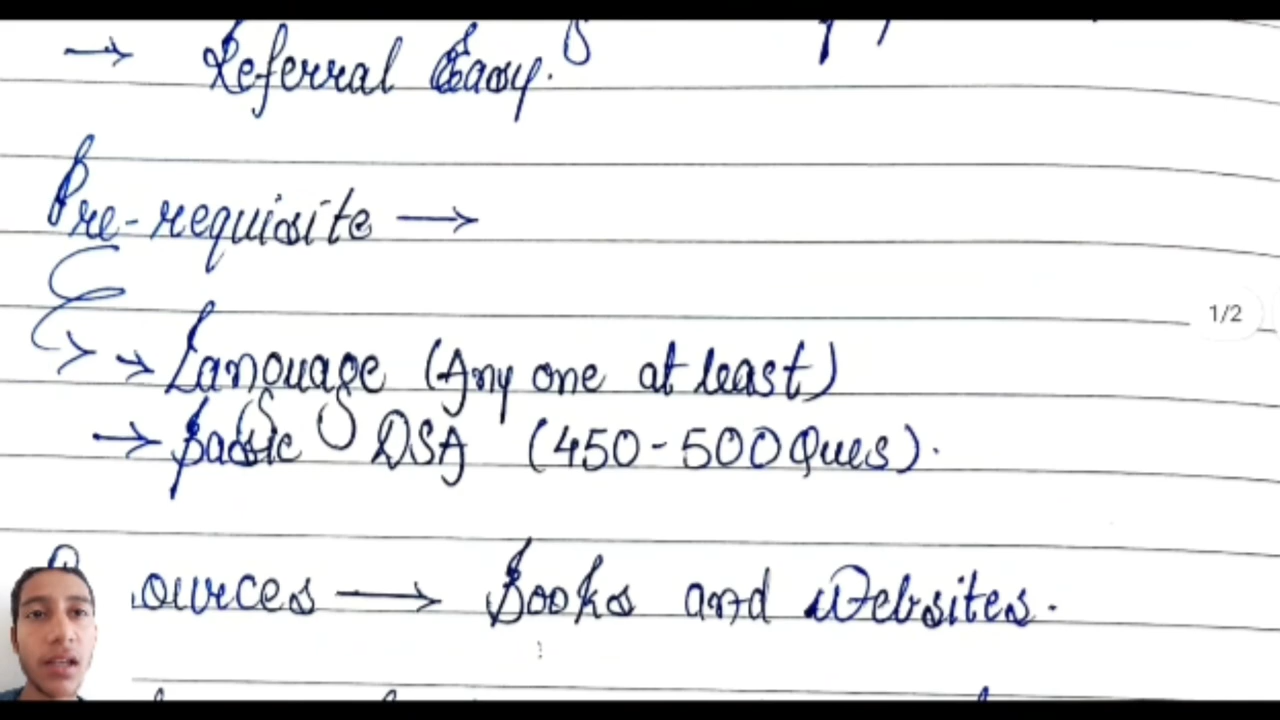 → Referral Easy.
Pre-requisite →
→ Language (Any one at least)
→ Basic DSA (450-500 Ques).
ources → Books and Websites.
1/2